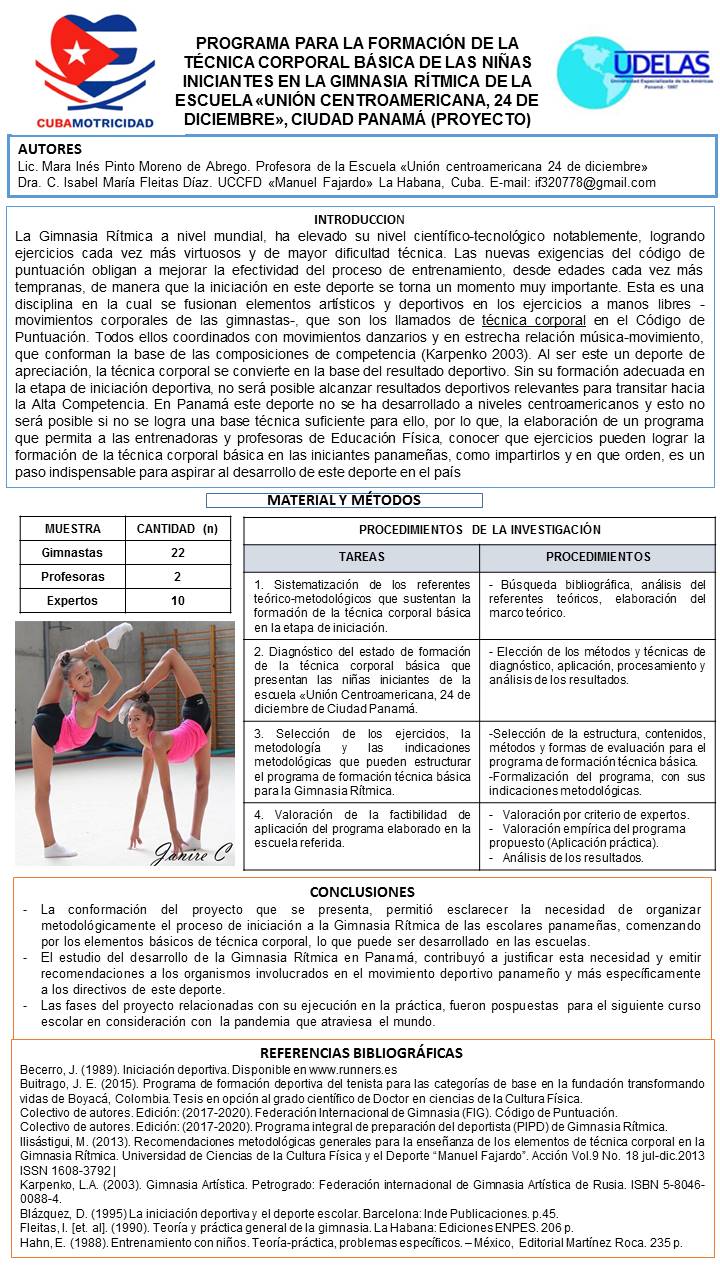 CUBAMOTRICIDAD
PROGRAMA PARA LA FORMACIÓN DE LA
TÉCNICA CORPORAL BÁSICA DE LAS NIÑAS
INICIANTES EN LA GIMNASIA RÍTMICA DE LA
ESCUELA «UNIÓN CENTROAMERICANA, 24 DE
DICIEMBRE», CIUDAD PANAMÁ (PROYECTO)
UDELAS
Universidad Especializada de las Américas
Panamá - 1997
AUTORES
Lic. Mara Inés Pinto Moreno de Abrego. Profesora de la Escuela «Unión centroamericana 24 de diciembre»
Dra. C. Isabel María Fleitas Díaz. UCCFD «Manuel Fajardo» La Habana, Cuba. E-mail: if320778@gmail.com
INTRODUCCION
La Gimnasia Rítmica a nivel mundial, ha elevado su nivel científico-tecnológico notablemente, logrando
ejercicios cada vez más virtuosos y de mayor dificultad técnica. Las nuevas exigencias del código de
puntuación obligan a mejorar la efectividad del proceso de entrenamiento, desde edades cada vez más
tempranas, de manera que la iniciación en este deporte se torna un momento muy importante. Esta es una
disciplina en la cual se fusionan elementos artísticos y deportivos en los ejercicios a manos libres -
movimientos corporales de las gimnastas-, que son los llamados de técnica corporal en el Código de
Puntuación. Todos ellos coordinados con movimientos danzarios y en estrecha relación música-movimiento,
que conforman la base de las composiciones de competencia (Karpenko 2003). Al ser este un deporte de
apreciación, la técnica corporal se convierte en la base del resultado deportivo. Sin su formación adecuada en
la etapa de iniciación deportiva, no será posible alcanzar resultados deportivos relevantes para transitar hacia
la Alta Competencia. En Panamá este deporte no se ha desarrollado a niveles centroamericanos y esto no
será posible si no se logra una base técnica suficiente para ello, por lo que, la elaboración de un programa
que permita a las entrenadoras y profesoras de Educación Física, conocer que ejercicios pueden lograr la
formación de la técnica corporal básica en las iniciantes panameñas, como impartirlos y en que orden, es un
paso indispensable para aspirar al desarrollo de este deporte en el país
MATERIAL Y MÉTODOS
MUESTRA CANTIDAD (n)
Gimnastas 22
Profesoras 2
Expertos 10
Janire C
PROCEDIMIENTOS DE LA INVESTIGACIÓN
TAREAS PROCEDIMIENTOS
1. Sistematización de los referentes
teórico-metodológicos que sustentan la
formación de la técnica corporal básica
en la etapa de iniciación.
- Búsqueda bibliográfica, análisis del
referentes teóricos, elaboración del
marco teórico.
2. Diagnóstico del estado de formación
de la técnica corporal básica que
presentan las niñas iniciantes de la
escuela «Unión Centroamericana, 24 de
diciembre de Ciudad Panamá.
- Elección de los métodos y técnicas de
diagnóstico, aplicación, procesamiento y
análisis de los resultados.
3. Selección de los ejercicios, la
metodología y las indicaciones
metodológicas que pueden estructurar
el programa de formación técnica básica
para la Gimnasia Rítmica.
-Selección de la estructura, contenidos,
métodos y formas de evaluación para el
programa de formación técnica básica.
-Formalización del programa, con sus
indicaciones metodológicas.
4. Valoración de la factibilidad de
aplicación del programa elaborado en la
escuela referida.
- Valoración por criterio de expertos.
- Valoración empírica del programa
propuesto (Aplicación práctica).
- Análisis de los resultados.
CONCLUSIONES
- La conformación del proyecto que se presenta, permitió esclarecer la necesidad de organizar
metodológicamente el proceso de iniciación a la Gimnasia Rítmica de las escolares panameñas, comenzando
por los elementos básicos de técnica corporal, lo que puede ser desarrollado en las escuelas.
- El estudio del desarrollo de la Gimnasia Rítmica en Panamá, contribuyó a justificar esta necesidad y emitir
recomendaciones a los organismos involucrados en el movimiento deportivo panameño y más específicamente
a los directivos de este deporte.
- Las fases del proyecto relacionadas con su ejecución en la práctica, fueron pospuestas para el siguiente curso
escolar en consideración con la pandemia que atraviesa el mundo.
REFERENCIAS BIBLIOGRÁFICAS
Becerro, J. (1989). Iniciación deportiva. Disponible en www.runners.es
Buitrago, J. E. (2015). Programa de formación deportiva del tenista para las categorías de base en la fundación transformando
vidas de Boyacá, Colombia. Tesis en opción al grado científico de Doctor en ciencias de la Cultura Física.
Colectivo de autores. Edición: (2017-2020). Federación Internacional de Gimnasia (FIG). Código de Puntuación.
Colectivo de autores. Edición: (2017-2020). Programa integral de preparación del deportista (PIPD) de Gimnasia Rítmica.
Ilisástigui, M. (2013). Recomendaciones metodológicas generales para la enseñanza de los elementos de técnica corporal en la
Gimnasia Rítmica. Universidad de Ciencias de la Cultura Física y el Deporte "Manuel Fajardo". Acción Vol.9 No. 18 jul-dic.2013
ISSN 1608-3792|
Karpenko, L.A. (2003). Gimnasia Artística. Petrogrado: Federación internacional de Gimnasia Artística de Rusia. ISBN 5-8046-
0088-4.
Blázquez, D. (1995) La iniciación deportiva y el deporte escolar. Barcelona: Inde Publicaciones. p.45.
Fleitas, I. [et. al]. (1990). Teoría y práctica general de la gimnasia. La Habana: Ediciones ENPES. 206 p.
Hahn, E. (1988). Entrenamiento con niños. Teoría-práctica, problemas específicos. – México, Editorial Martínez Roca. 235 p.